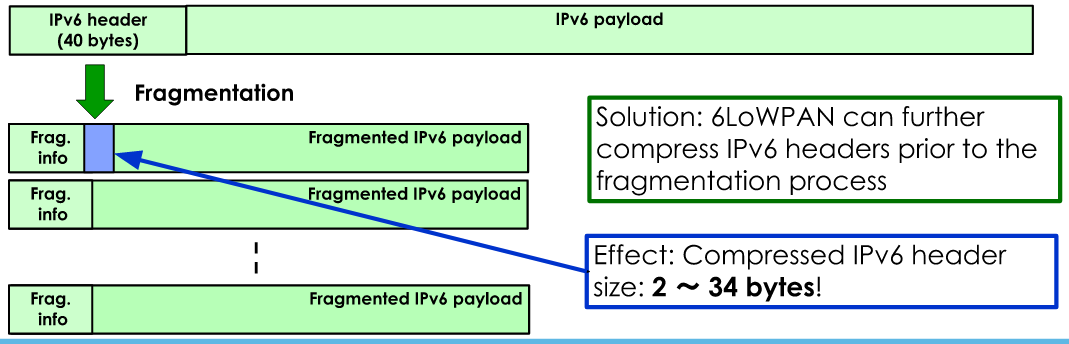 IPv6 header
(40 bytes)
IPv6 payload
Fragmentation
Frag.
info
Fragmented IPv6 payload
Frag.
info
Fragmented IPv6 payload
Frag.
info
Fragmented IPv6 payload
Solution: 6LoWPAN can further
compress IPv6 headers prior to the
fragmentation process
Effect: Compressed IPv6 header
size: 2 ～ 34 bytes!